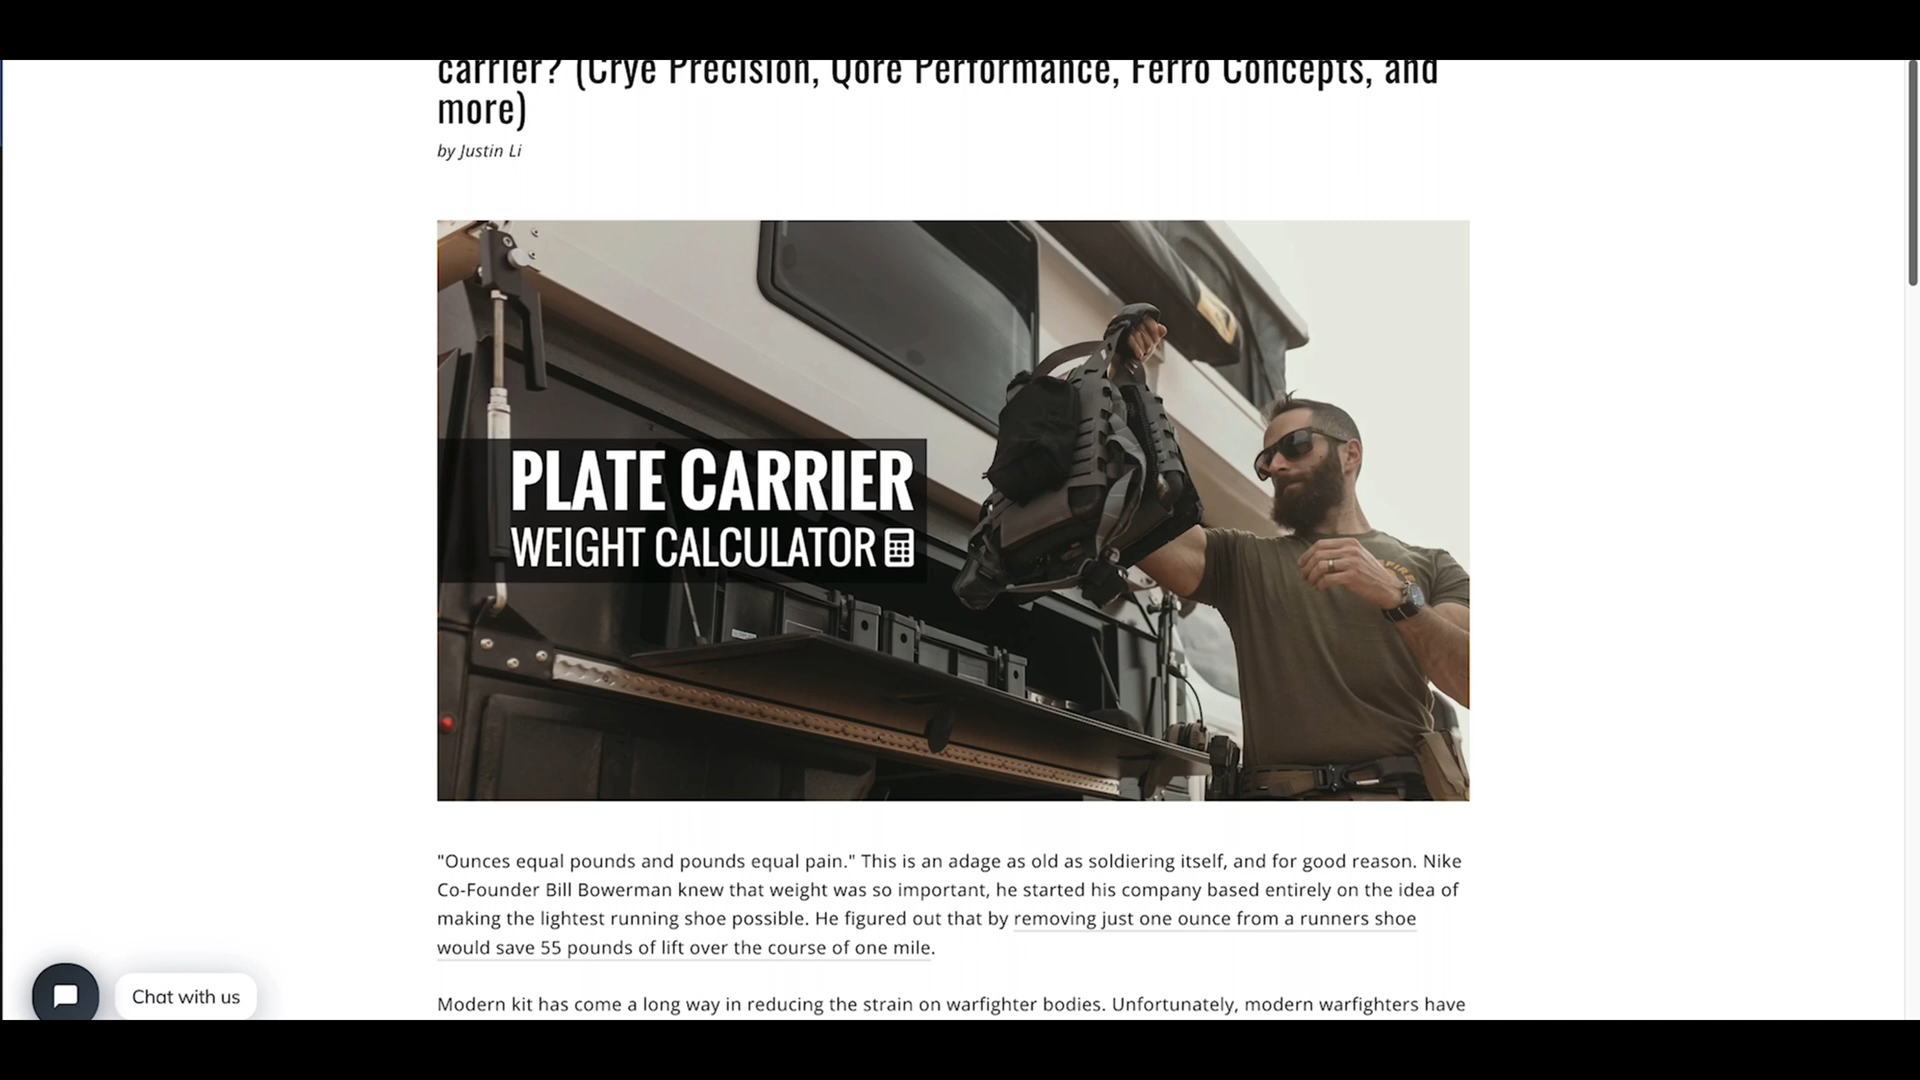 carrier? (Crye Precision, Qore Performance, Ferro Concepts, and
more)
by Justin Li
PLATE CARRIER
WEIGHT CALCULATOR
"Ounces equal pounds and pounds equal pain." This is an adage as old as soldiering itself, and for good reason. Nike
Co-Founder Bill Bowerman knew that weight was so important, he started his company based entirely on the idea of
making the lightest running shoe possible. He figured out that by removing just one ounce from a runners shoe
would save 55 pounds of lift over the course of one mile.
Chat with us
Modern kit has come a long way in reducing the strain on warfighter bodies. Unfortunately, modern warfighters have